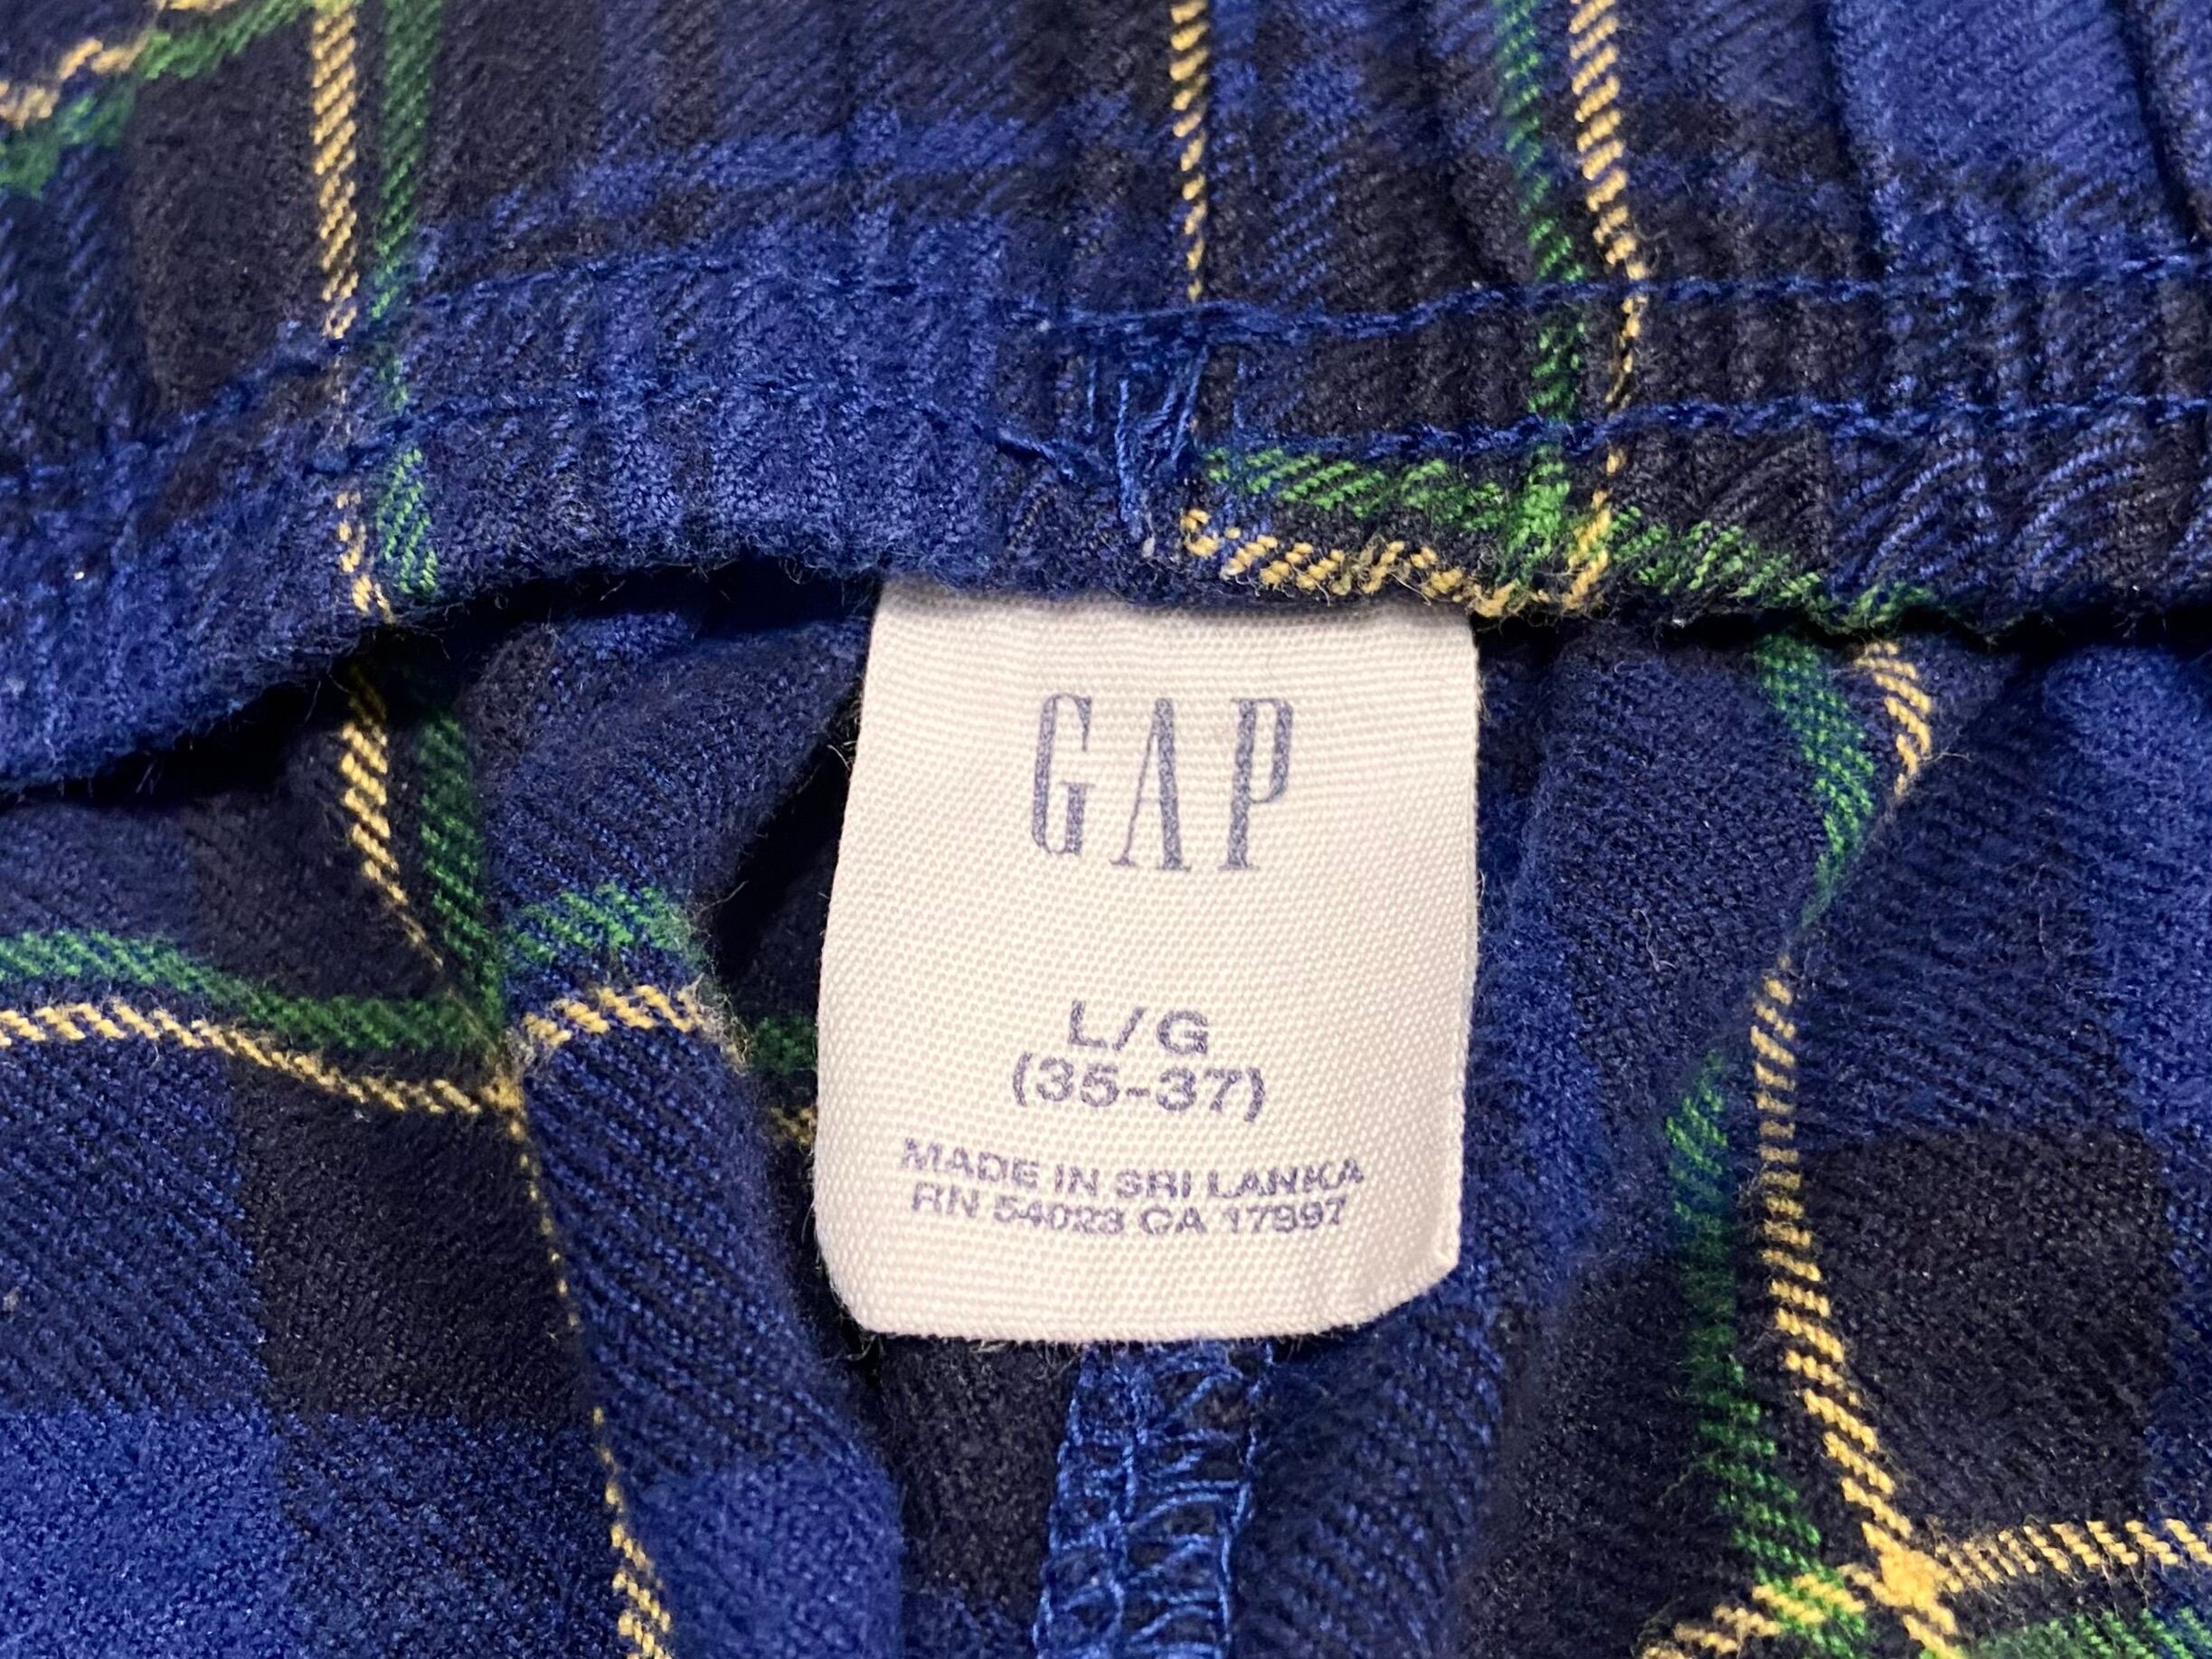 GAP
L/G
(35-37)
MADE IN SRI LANKA
RN 54023 CA 17897